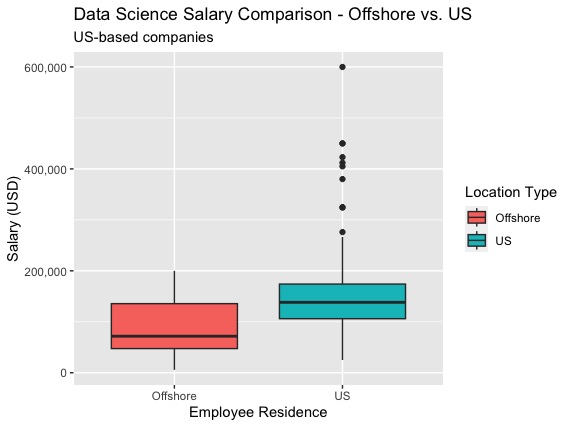 Data Science Salary Comparison - Offshore vs. US
US-based companies
Salary (USD)
600,000
400,000
200,000
0
Offshore
US
Employee Residence
Location Type
Offshore
US